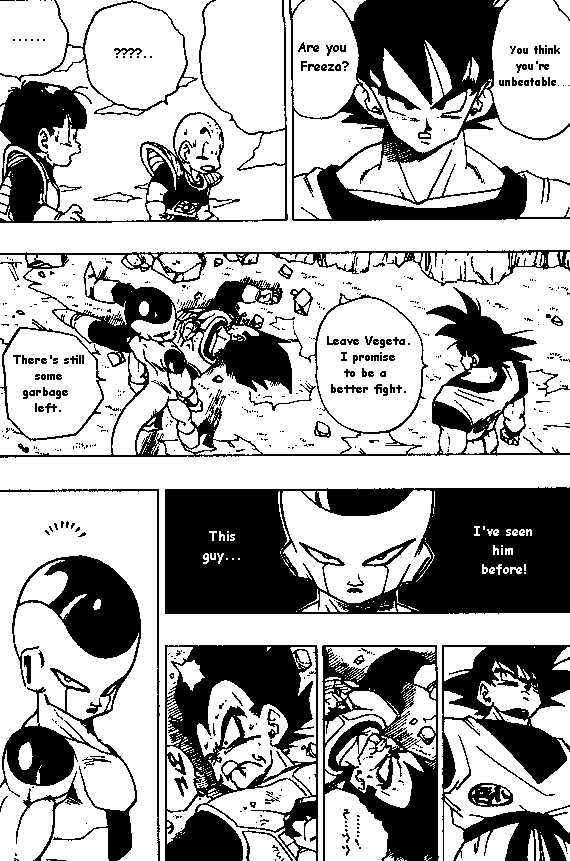 You think
you're
unbeatable.....
Are you
Freeza?
????..
......
Leave Vegeta.
I promise
to be a
better fight.
There's still
some
garbage
left.
I've seen
him
before!
This
guy...